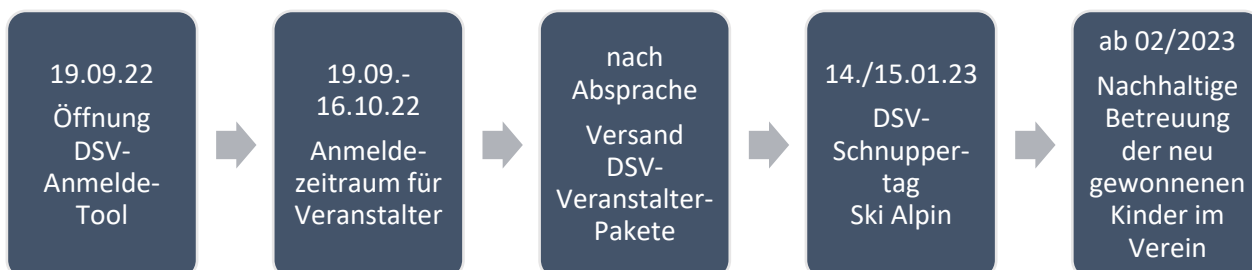 19.09.22
Öffnung
DSV-
Anmelde-
Tool
19.09.-
16.10.22
Anmelde-
zeitraum für
Veranstalter
nach
Absprache
Versand
DSV-
Veranstalter-
Pakete
14./15.01.23
DSV-
Schnupper-
tag
Ski Alpin
ab 02/2023
Nachhaltige
Betreuung
der neu
gewonnenen
Kinder im
Verein